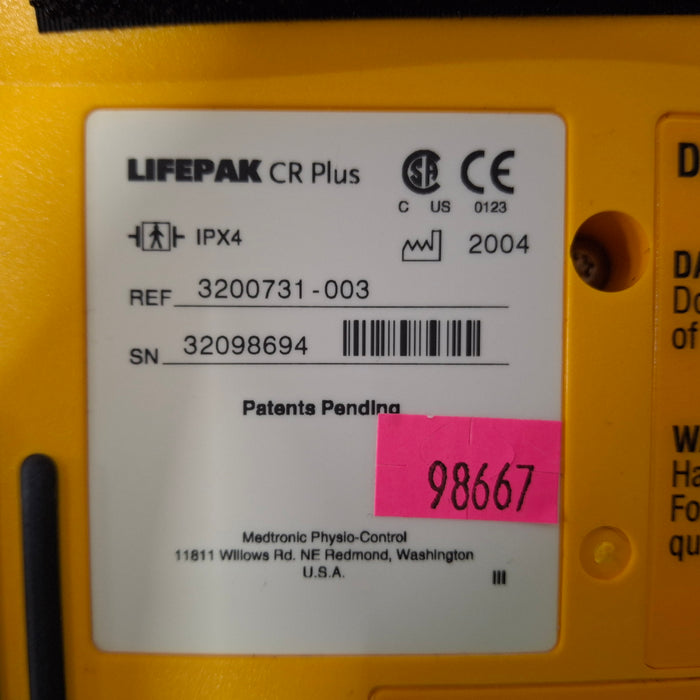 LIFEPAK CR Plus
C US 0123
IPX4 2004
REF 3200731-003
SN 32098694
Patents Pending
98667
Medtronic Physio-Control
11811 Willows Rd. NE Redmond, Washington
U.S.A.
III
D
DA
Do
of
W
Ha
Fo
qu